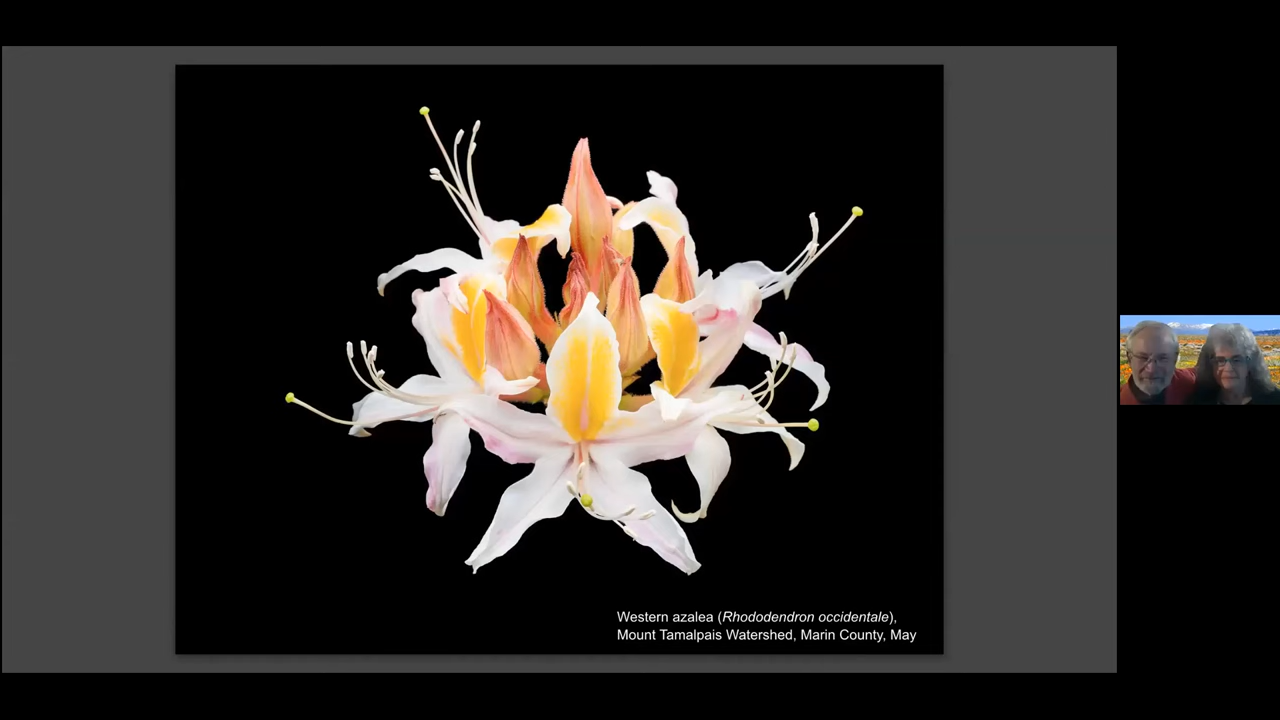 Western azalea (Rhododendron occidentale),
Mount Tamalpais Watershed, Marin County, May